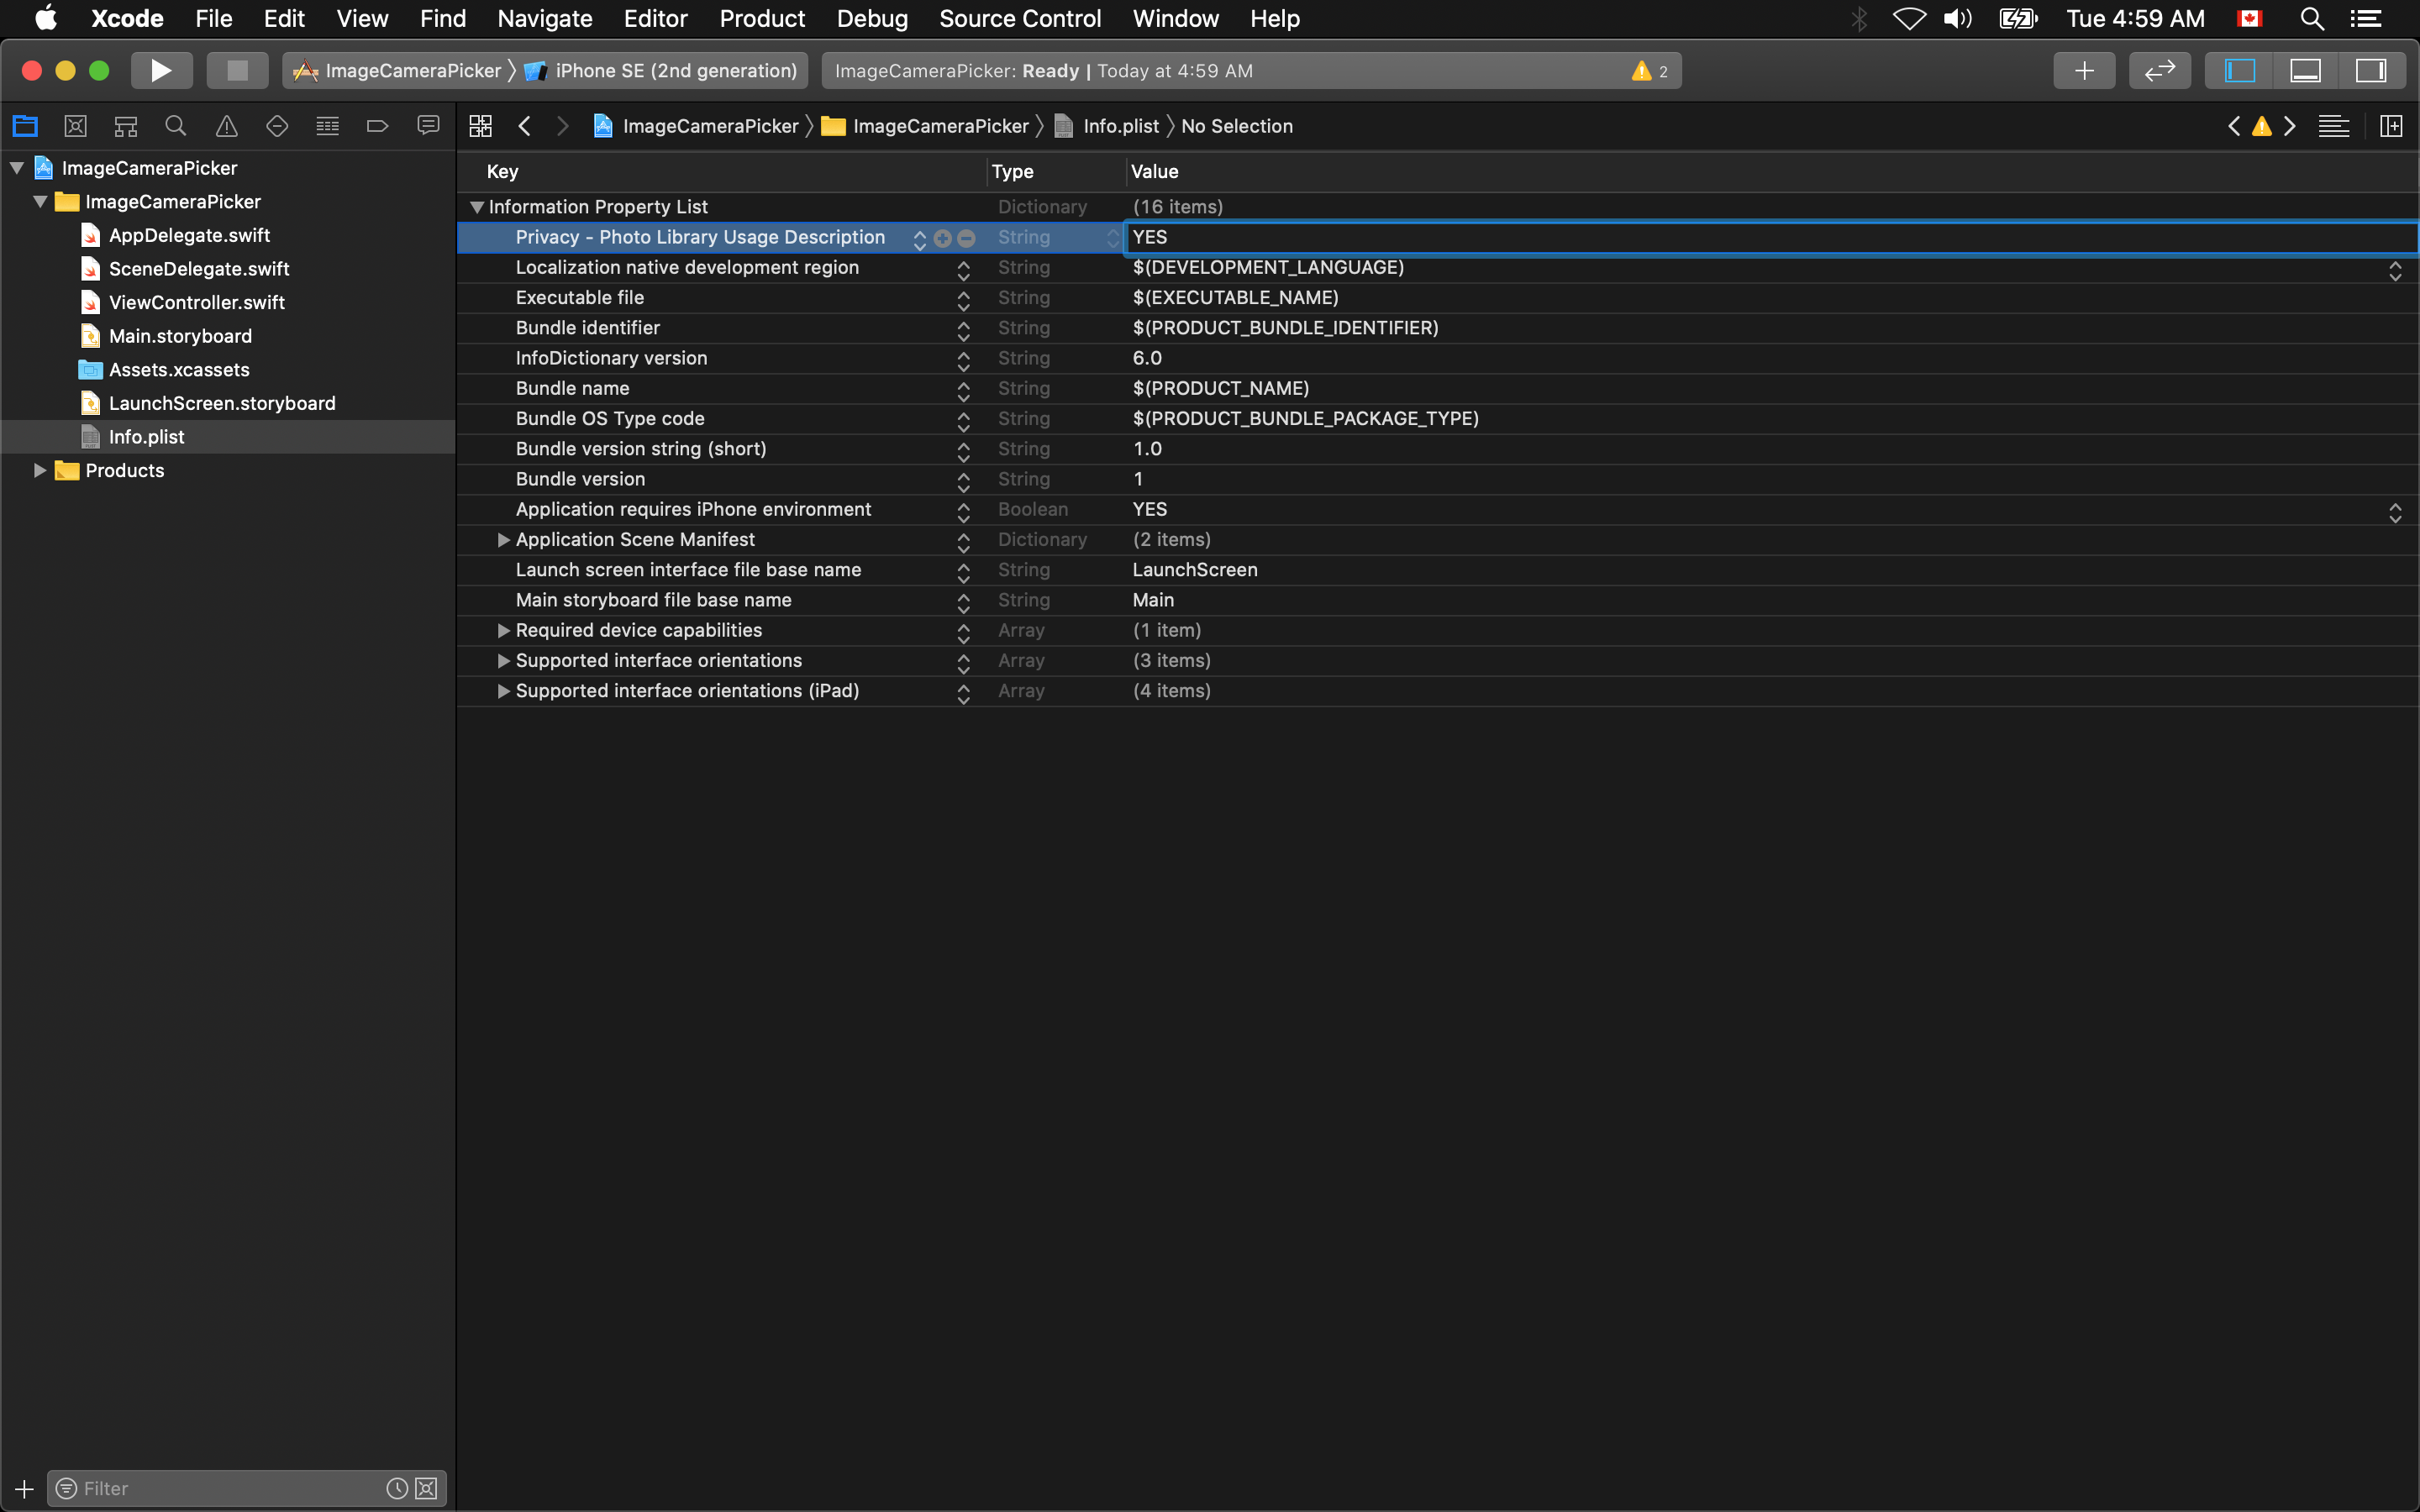 Xcode File Edit View Find Navigate Editor Product Debug Source Control Window Help Tue 4:59 AM
ImageCameraPicker iPhone SE (2nd generation) ImageCameraPicker: Ready | Today at 4:59 AM 2
ImageCameraPicker ImageCameraPicker Info.plist No Selection
ImageCameraPicker
ImageCameraPicker
AppDelegate.swift
SceneDelegate.swift
ViewController.swift
Main.storyboard
Assets.xcassets
LaunchScreen.storyboard
Info.plist
Products
Filter
Key Type Value
Information Property List Dictionary (16 items)
Privacy - Photo Library Usage Description String YES
Localization native development region String $(DEVELOPMENT_LANGUAGE)
Executable file String $(EXECUTABLE_NAME)
Bundle identifier String $(PRODUCT_BUNDLE_IDENTIFIER)
InfoDictionary version String 6.0
Bundle name String $(PRODUCT_NAME)
Bundle OS Type code String $(PRODUCT_BUNDLE_PACKAGE_TYPE)
Bundle version string (short) String 1.0
Bundle version String 1
Application requires iPhone environment Boolean YES
Application Scene Manifest Dictionary (2 items)
Launch screen interface file base name String LaunchScreen
Main storyboard file base name String Main
Required device capabilities Array (1 item)
Supported interface orientations Array (3 items)
Supported interface orientations (iPad) Array (4 items)